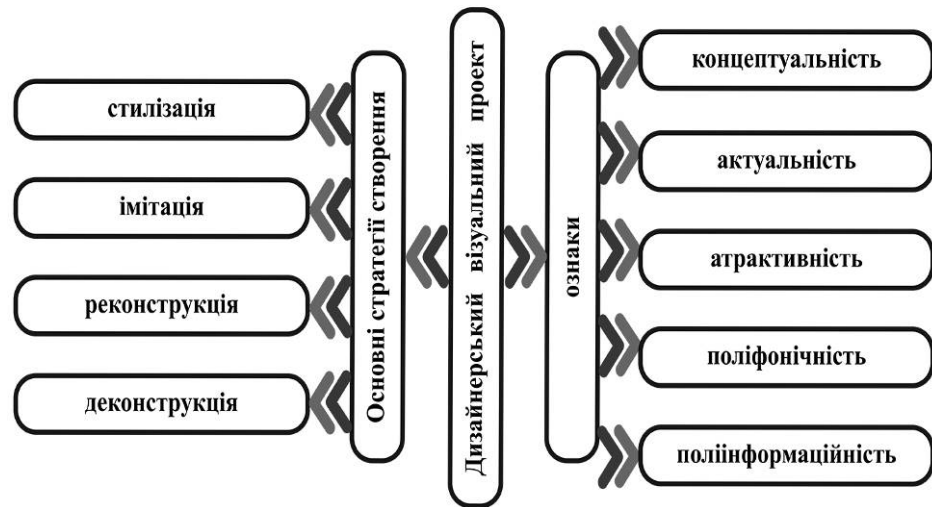 стилізація
імітація
реконструкція
деконструкція
Основні стратегії створення
Дизайнерський візуальний проект
ознаки
концептуальність
актуальність
атрактивність
поліфонічність
поліінформаційність